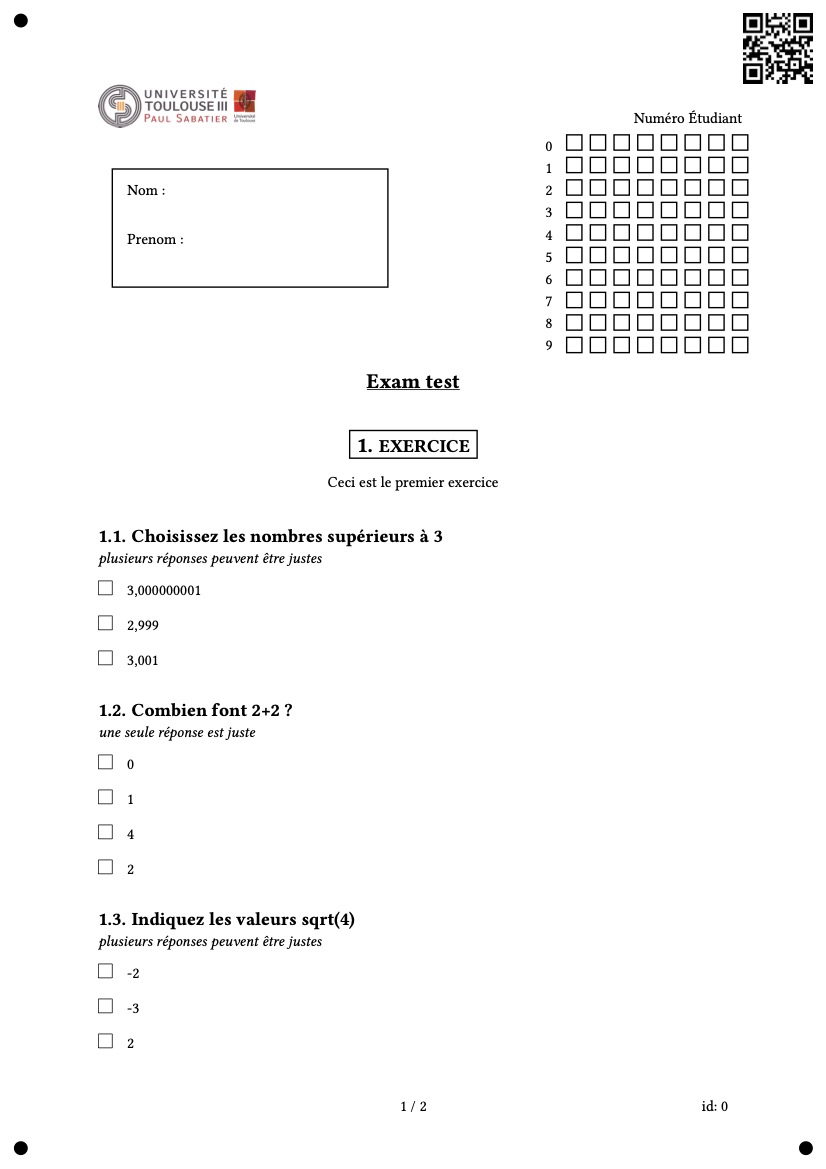 UNIVERSITÉ
TOULOUSE III
PAUL SABATIER
Université
de Toulouse
Numéro Étudiant
0
1
2
3
4
5
6
7
8
9
Nom :
Prenom :
Exam test
1. EXERCICE
Ceci est le premier exercice
1.1. Choisissez les nombres supérieurs à 3
plusieurs réponses peuvent être justes
3,000000001
2,999
3,001
1.2. Combien font 2+2 ?
une seule réponse est juste
0
1
4
2
1.3. Indiquez les valeurs sqrt(4)
plusieurs réponses peuvent être justes
-2
-3
2
1 / 2
id: 0